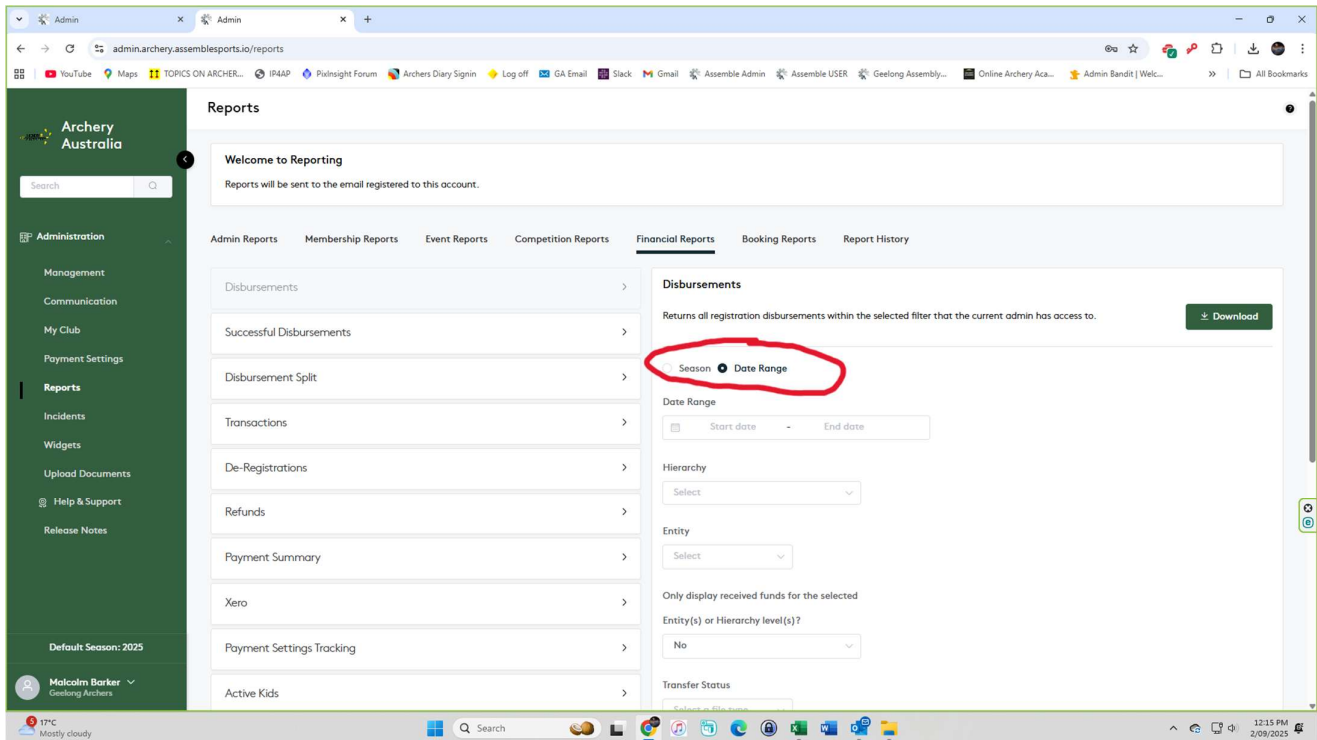 Admin
Admin
admin.archery.assemblesports.io/reports
YouTube Maps TOPICS ON ARCHER... IP4AP PixInsight Forum Archers Diary Signin Log off GA Email Slack Gmail Assemble Admin Assemble USER Geelong Assembly... Online Archery Aca... Admin Bandit | Welc... » All Bookmarks
Archery
Australia
Search
Administration
Management
Communication
My Club
Payment Settings
Reports
Incidents
Widgets
Upload Documents
Help & Support
Release Notes
Default Season: 2025
Malcolm Barker
Geelong Archers
Reports
Welcome to Reporting
Reports will be sent to the email registered to this account.
Admin Reports Membership Reports Event Reports Competition Reports Financial Reports Booking Reports Report History
Disbursements
Successful Disbursements
Disbursement Split
Transactions
De-Registrations
Refunds
Payment Summary
Xero
Payment Settings Tracking
Active Kids
Disbursements
Returns all registration disbursements within the selected filter that the current admin has access to.
Download
Season Date Range
Date Range
Start date - End date
Hierarchy
Select
Entity
Select
Only display received funds for the selected
Entity(s) or Hierarchy level(s)?
No
Transfer Status
Select a file type
5
17°C
Mostly cloudy
Search
12:15 PM
2/09/2025